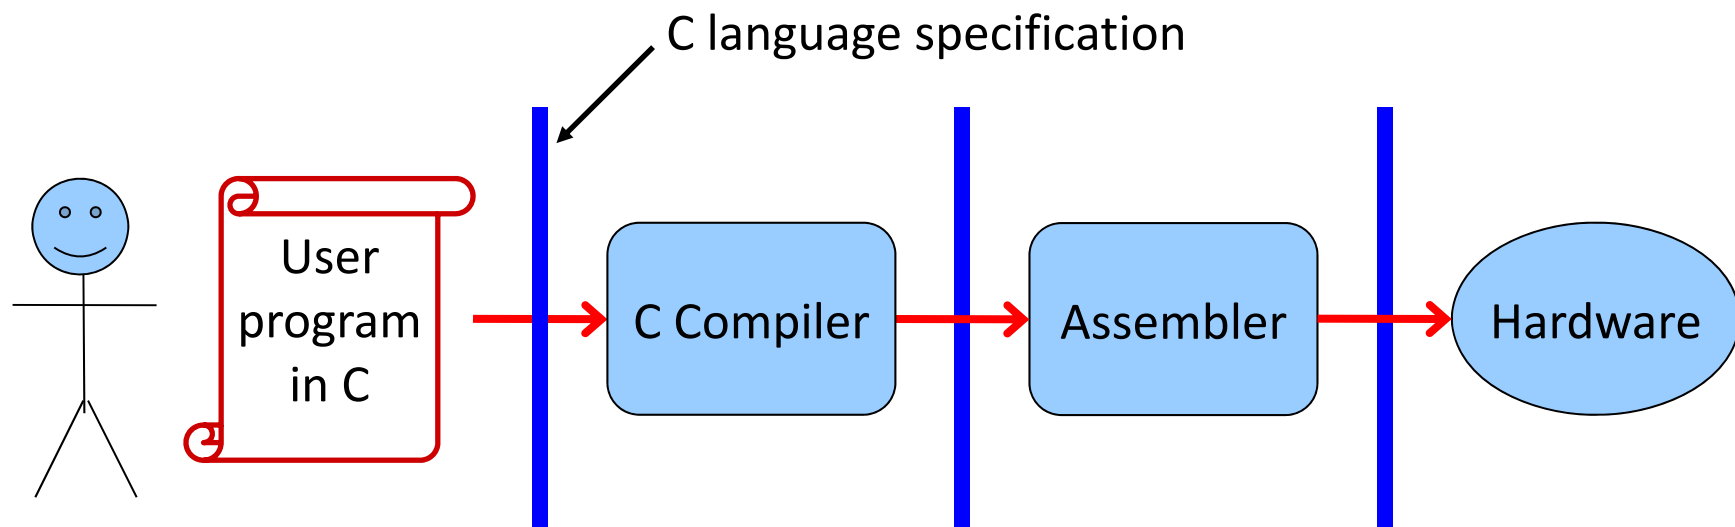 C language specification
User
program
in C
C Compiler
Assembler
Hardware